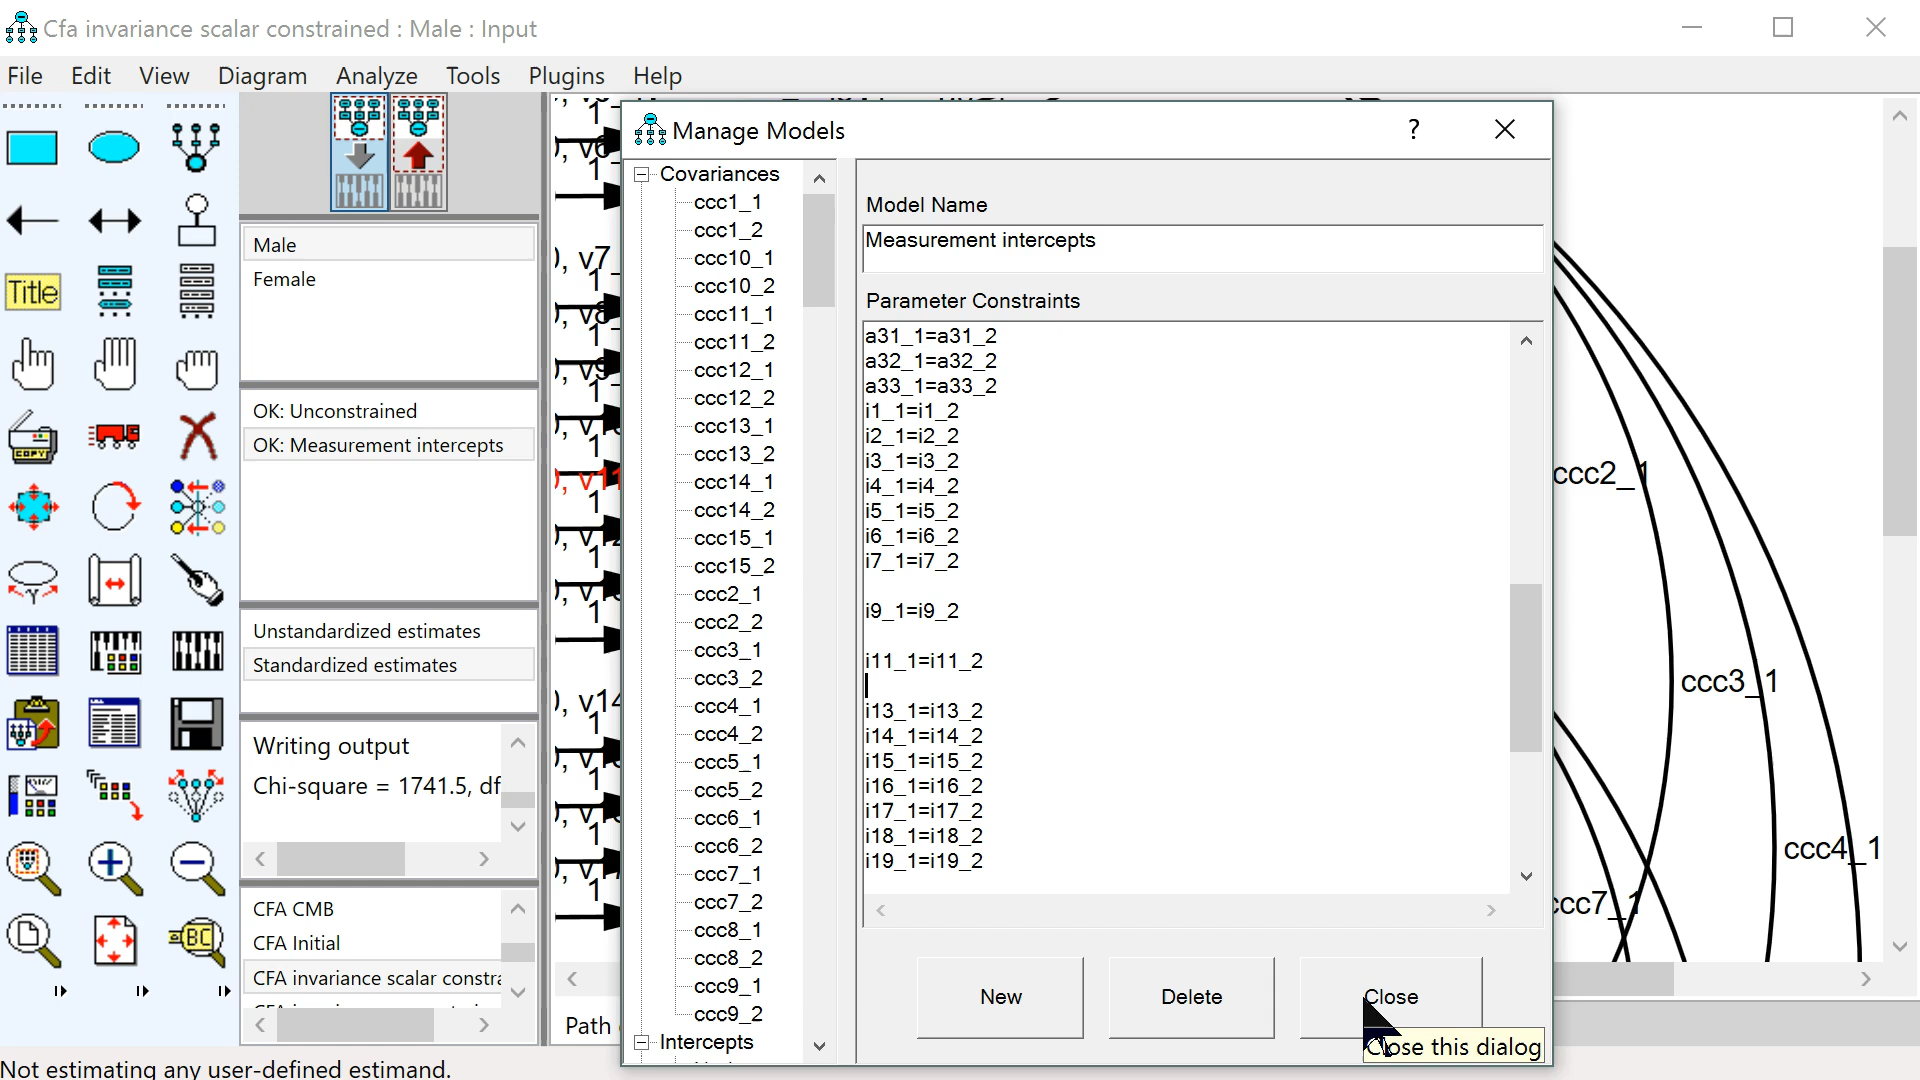 Cfa invariance scalar constrained : Male : Input
File Edit View Diagram Analyze Tools Plugins Help
Title
Male
Female
OK: Unconstrained
OK: Measurement intercepts
Unstandardized estimates
Standardized estimates
Writing output
Chi-square = 1741.5, df
CFA CMB
CFA Initial
CFA invariance scalar constra
Not estimating any user-defined estimand.
Path
Manage Models
?
Covariances
ccc1_1
ccc1_2
ccc10_1
ccc10_2
ccc11_1
ccc11_2
ccc12_1
ccc12_2
ccc13_1
ccc13_2
ccc14_1
ccc14_2
ccc15_1
ccc15_2
ccc2_1
ccc2_2
ccc3_1
ccc3_2
ccc4_1
ccc4_2
ccc5_1
ccc5_2
ccc6_1
ccc6_2
ccc7_1
ccc7_2
ccc8_1
ccc8_2
ccc9_1
ccc9_2
Intercepts
Model Name
Measurement intercepts
Parameter Constraints
a31_1=a31_2
a32_1=a32_2
a33_1=a33_2
i1_1=i1_2
i2_1=i2_2
i3_1=i3_2
i4_1=i4_2
i5_1=i5_2
i6_1=i6_2
i7_1=i7_2
i9_1=i9_2
i11_1=i11_2
i13_1=i13_2
i14_1=i14_2
i15_1=i15_2
i16_1=i16_2
i17_1=i17_2
i18_1=i18_2
i19_1=i19_2
New
Delete
Close
Close this dialog
ccc2_1
ccc3_1
ccc4_1
ccc7_1